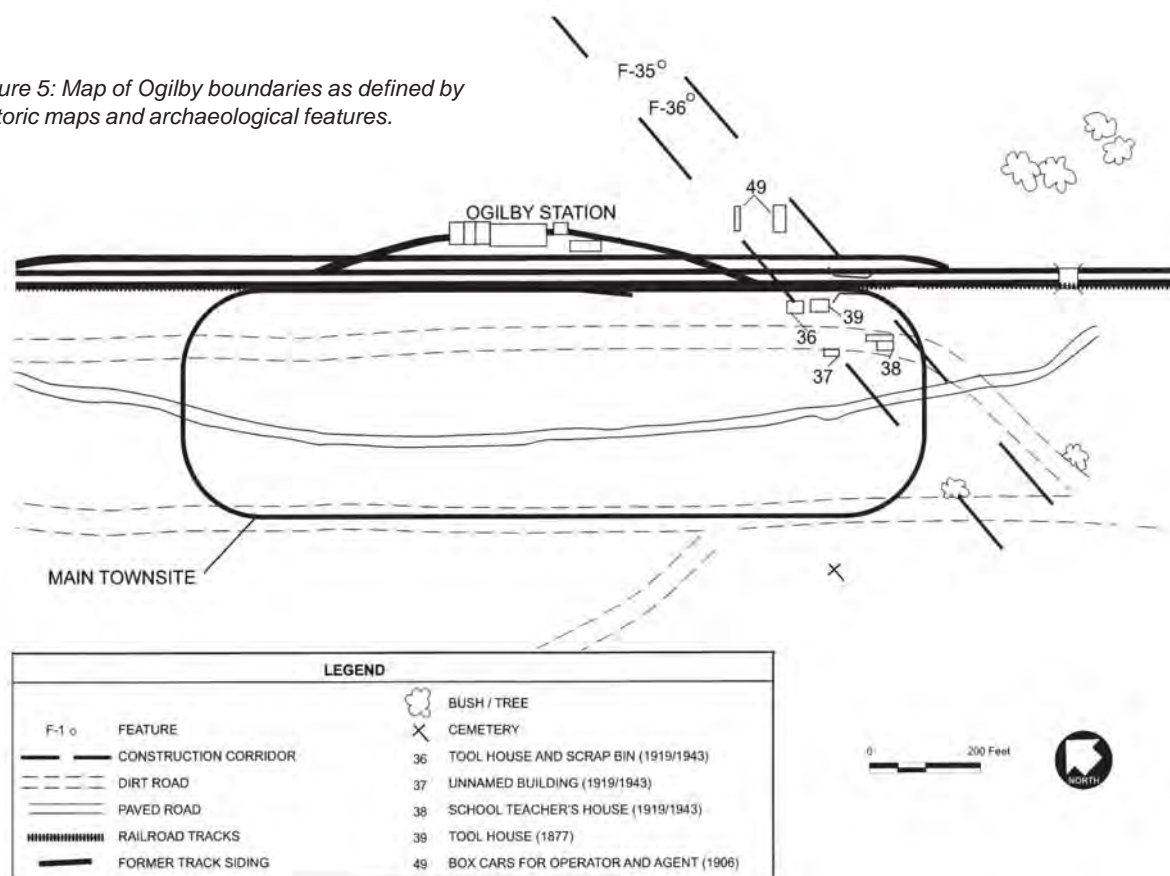 ure 5: Map of Ogilby boundaries as defined by
toric maps and archaeological features.
F-35
F-36
49
OGILBY STATION
36
39
37
38
MAIN TOWNSITE
LEGEND
BUSH / TREE
F-1 FEATURE
CEMETERY
CONSTRUCTION CORRIDOR
36 TOOL HOUSE AND SCRAP BIN (1919/1943)
DIRT ROAD
37 UNNAMED BUILDING (1919/1943)
PAVED ROAD
38 SCHOOL TEACHER'S HOUSE (1919/1943)
RAILROAD TRACKS
39 TOOL HOUSE (1877)
FORMER TRACK SIDING
49 BOX CARS FOR OPERATOR AND AGENT (1906)
0 200 Feet
NORTH